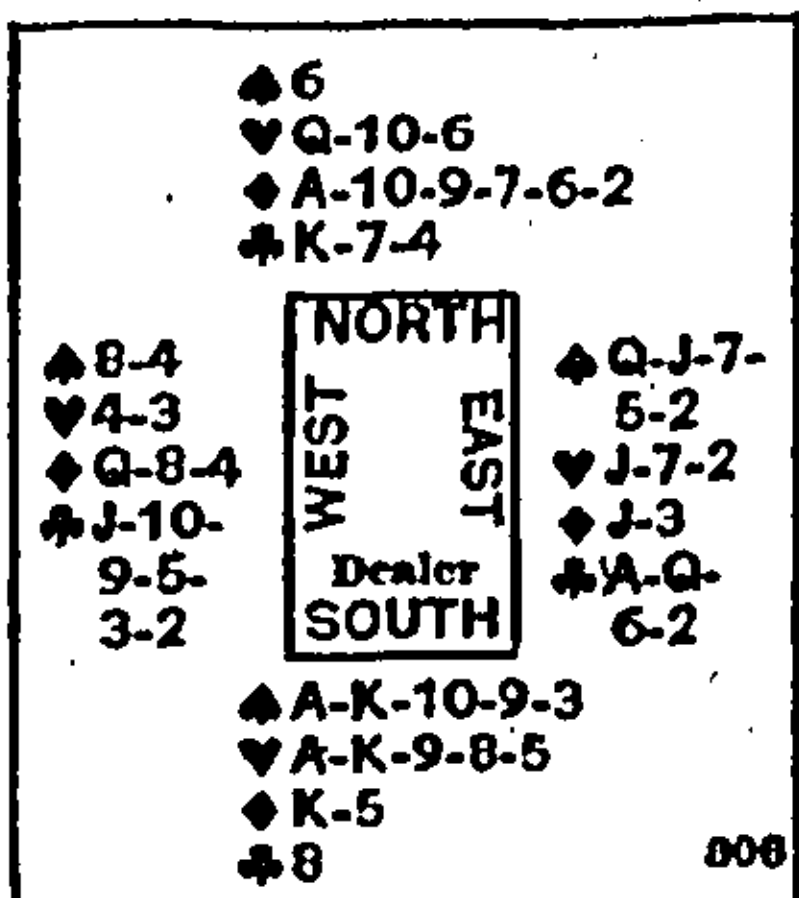 ♠ 6
♥ Q-10-6
♦ A-10-9-7-6-2
♣ K-7-4
NORTH
♠ 8-4
♥ 4-3
♦ Q-8-4
♣ J-10-
9-5-
3-2
WEST
EAST
♠ Q-J-7-
5-2
♥ J-7-2
♦ J-3
♣ A-Q-
6-2
Dealer
SOUTH
♠ A-K-10-9-3
♥ A-K-9-8-5
♦ K-5
♣ 8